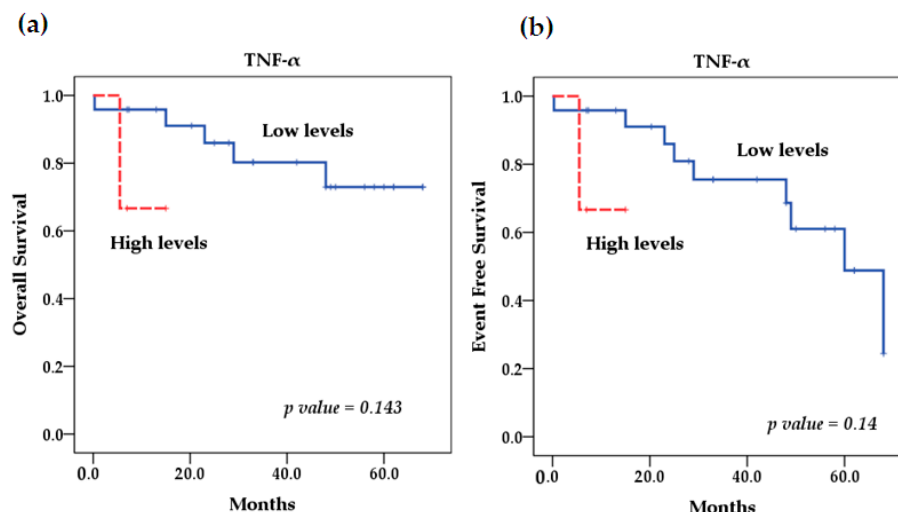 (a)
TNF-α
Overall Survival
1.0
0.8
0.6
0.4
0.2
0.0
Low levels
High levels
p value = 0.143
0.0 20.0 40.0 60.0
Months
(b)
TNF-α
Event Free Survival
1.0
0.8
0.6
0.4
0.2
0.0
Low levels
High levels
p value = 0.14
0.0 20.0 40.0 60.0
Months